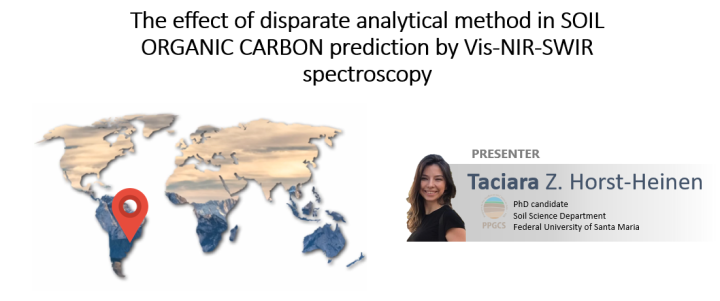 The effect of disparate analytical method in SOIL
ORGANIC CARBON prediction by Vis-NIR-SWIR
spectroscopy
PRESENTER
Taciara Z. Horst-Heinen
PhD candidate
Soil Science Department
PPGCS
Federal University of Santa Maria